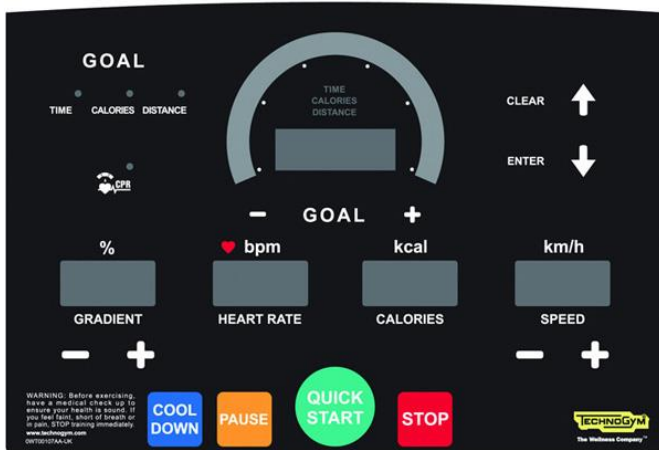 GOAL
TIME CALORIES DISTANCE
CPR
TIME
CALORIES
DISTANCE
CLEAR
ENTER
- GOAL +
%
bpm
kcal
km/h
GRADIENT
HEART RATE
CALORIES
SPEED
- +
- +
WARNING: Before exercising,
have a medical check up to
ensure your health is sound. If
you feel faint, short of breath or
in pain, STOP training immediately.
www.technogym.com
0WT00107AA-UK
COOL
DOWN
PAUSE
QUICK
START
STOP
TECHNOGYM
The Wellness Company™